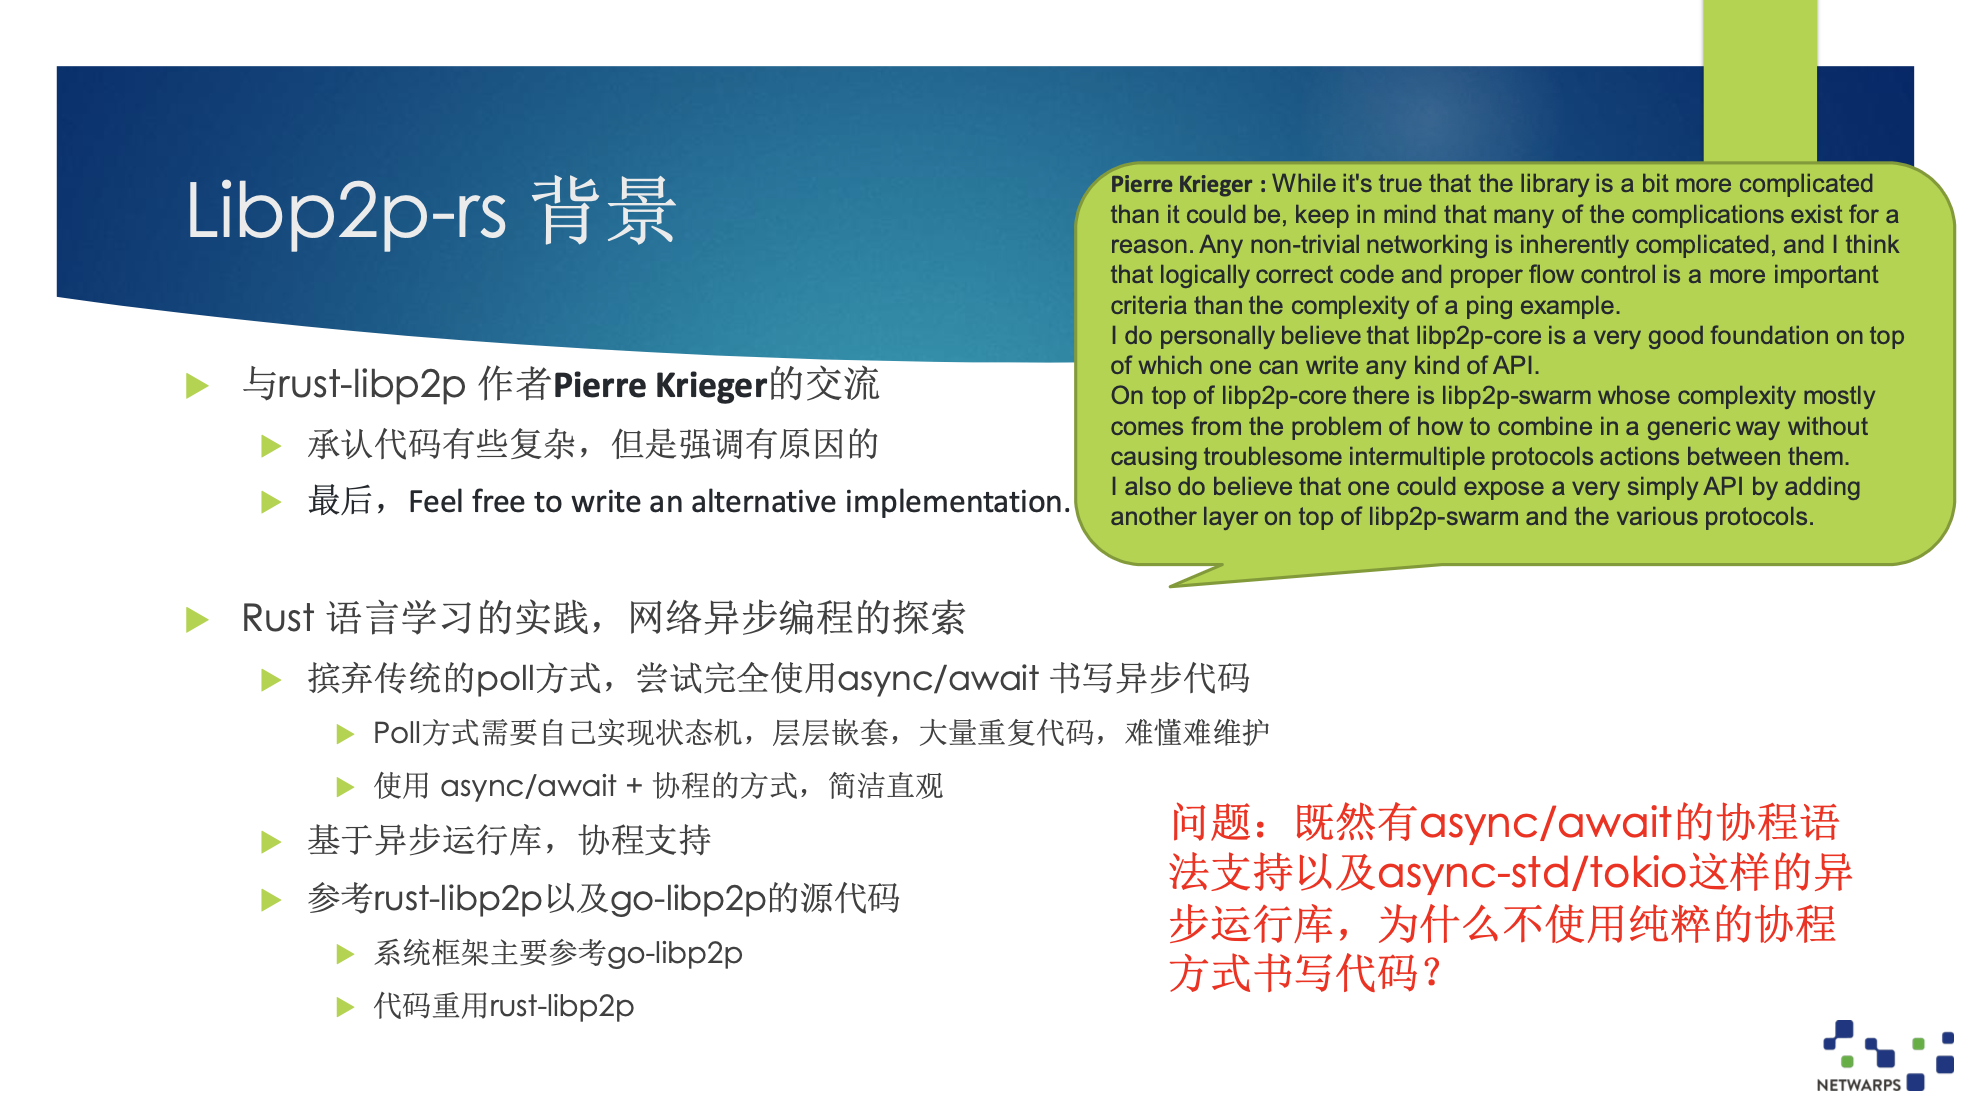 Libp2p-rs 背景
Pierre Krieger : While it's true that the library is a bit more complicated
than it could be, keep in mind that many of the complications exist for a
reason. Any non-trivial networking is inherently complicated, and I think
that logically correct code and proper flow control is a more important
criteria than the complexity of a ping example.
I do personally believe that libp2p-core is a very good foundation on top
of which one can write any kind of API.
On top of libp2p-core there is libp2p-swarm whose complexity mostly
comes from the problem of how to combine in a generic way without
causing troublesome intermultiple protocols actions between them.
I also do believe that one could expose a very simply API by adding
another layer on top of libp2p-swarm and the various protocols.
与rust-libp2p 作者Pierre Krieger的交流
承认代码有些复杂，但是强调有原因的
最后，Feel free to write an alternative implementation.
Rust 语言学习的实践，网络异步编程的探索
摈弃传统的poll方式，尝试完全使用async/await 书写异步代码
Poll方式需要自己实现状态机，层层嵌套，大量重复代码，难懂难维护
使用 async/await + 协程的方式，简洁直观
基于异步运行库，协程支持
参考rust-libp2p以及go-libp2p的源代码
系统框架主要参考go-libp2p
代码重用rust-libp2p
问题：既然有async/await的协程语
法支持以及async-std/tokio这样的异
步运行库，为什么不使用纯粹的协程
方式书写代码？
NETWARPS